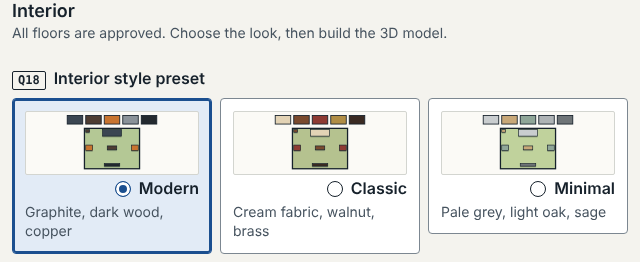 Interior
All floors are approved. Choose the look, then build the 3D model.
Q18 Interior style preset
Modern
Graphite, dark wood,
copper
Classic
Cream fabric, walnut,
brass
Minimal
Pale grey, light oak, sage